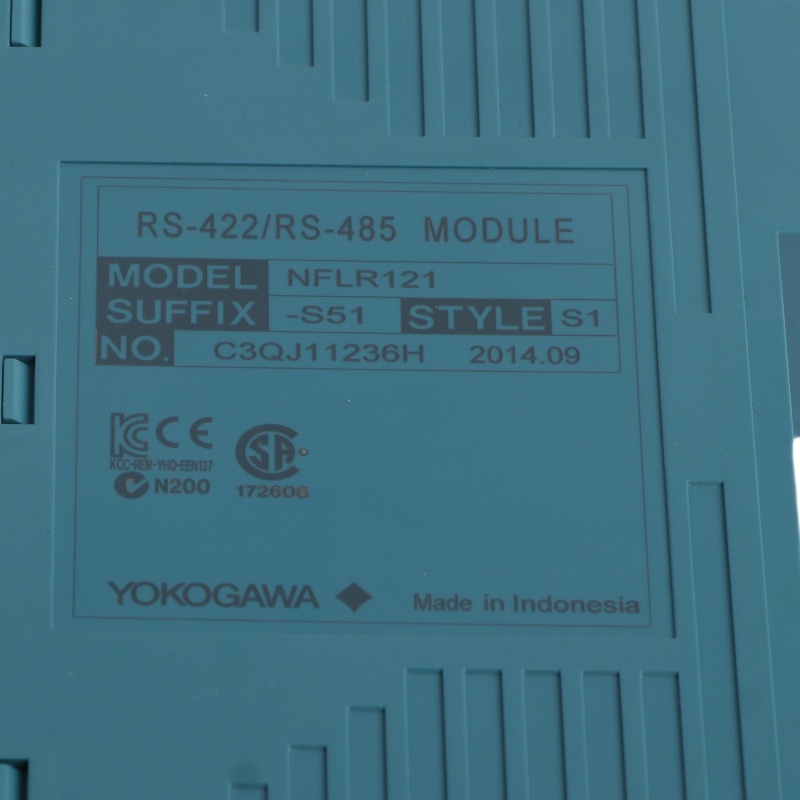 RS-422/RS-485 MODULE
MODEL NFLR121
SUFFIX -S51 STYLE S1
NO. C3QJ11236H 2014.09
KC CE
KCC-REM-YHQ-EEN137
N200
SA
172608
YOKOGAWA
Made in Indonesia